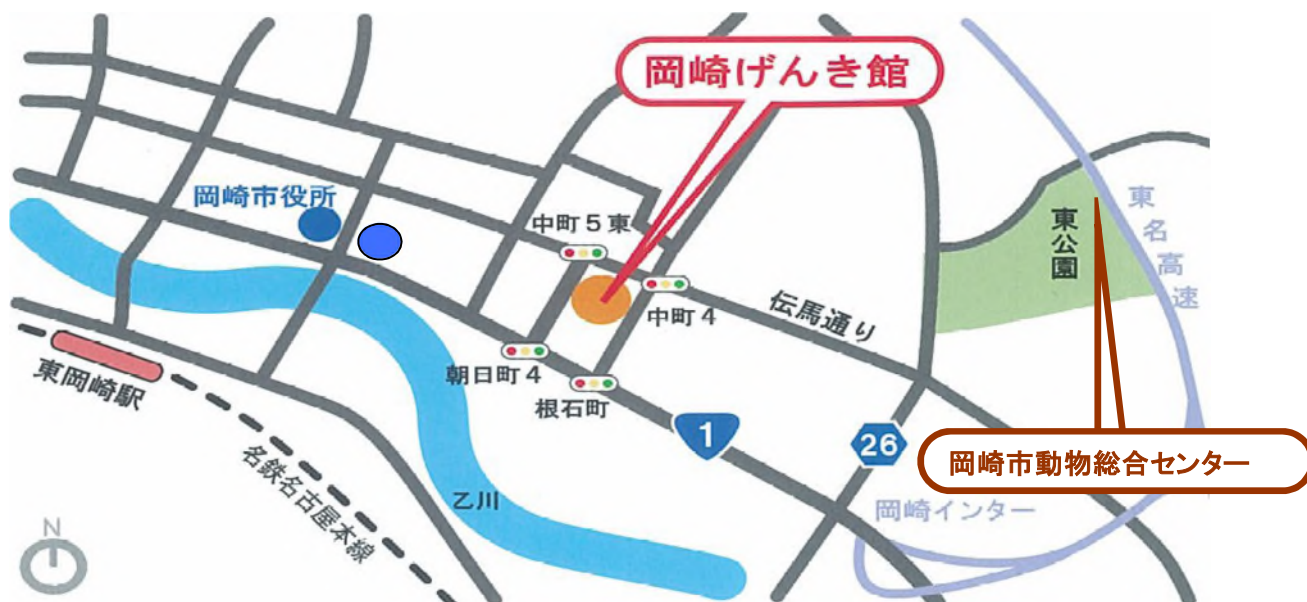 岡崎げんき館
岡崎市役所
中町5東
中町4
伝馬通り
東公園
東名高速
東岡崎駅
朝日町4
根石町
1
26
岡崎市動物総合センター
名鉄名古屋本線
乙川
岡崎インター
N